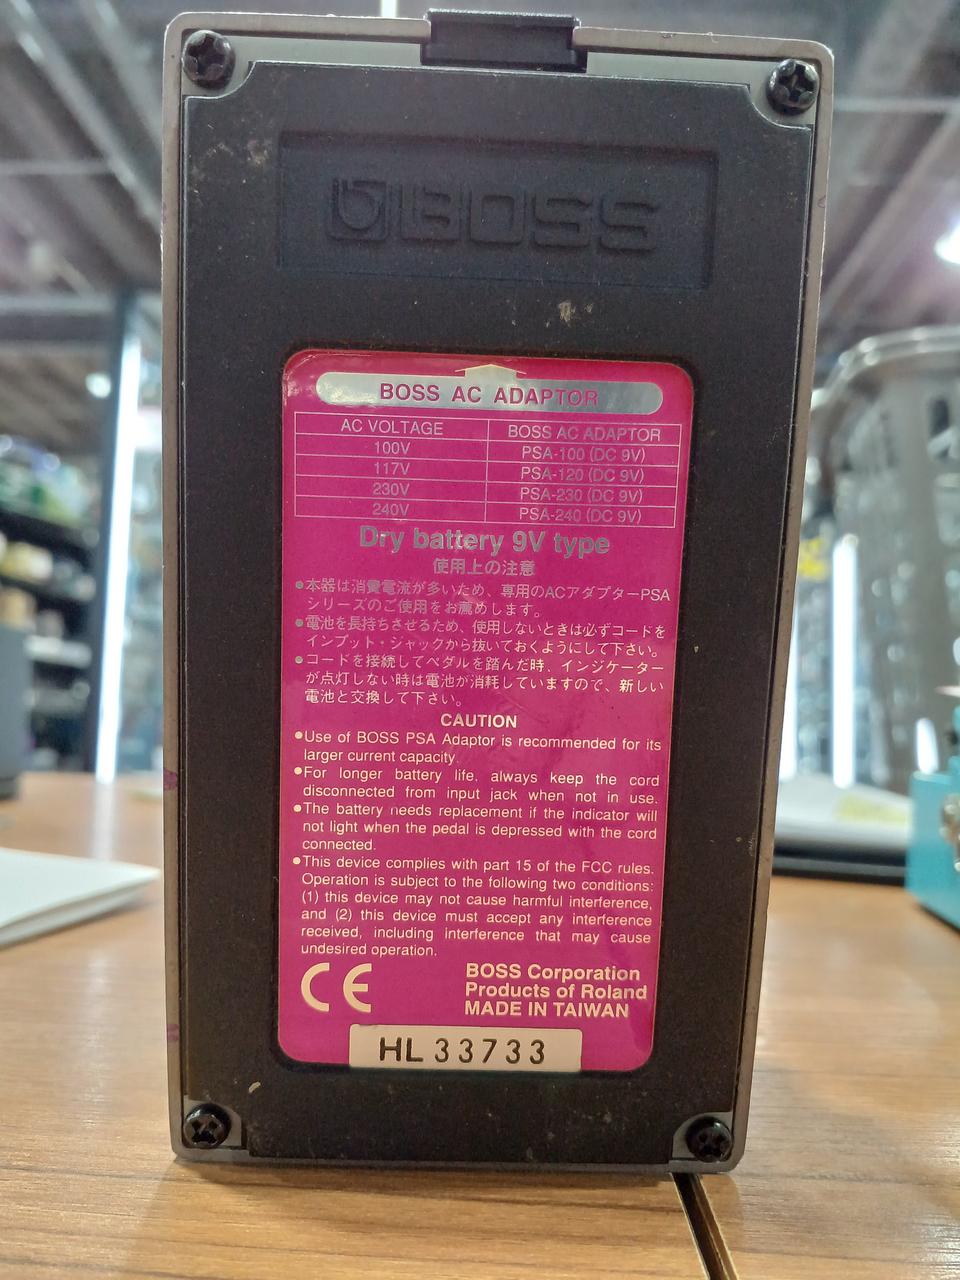 BOSS
BOSS AC ADAPTOR
AC VOLTAGE BOSS AC ADAPTOR
100V PSA-100 (DC 9V)
117V PSA-120 (DC 9V)
230V PSA-230 (DC 9V)
240V PSA-240 (DC 9V)
Dry battery 9V type
使用上の注意
●本器は消費電流が多いため、専用のACアダプターPSA
シリーズのご使用をお薦めします。
●電池を長持ちさせるため、使用しないときは必ずコードを
インプット・ジャックから抜いておくようにして下さい。
●コードを接続してペダルを踏んだ時、インジケーター
が点灯しない時は電池が消耗していますので、新しい
電池と交換して下さい。
CAUTION
●Use of BOSS PSA Adaptor is recommended for its
larger current capacity.
●For longer battery life, always keep the cord
disconnected from input jack when not in use.
●The battery needs replacement if the indicator will
not light when the pedal is depressed with the cord
connected.
●This device complies with part 15 of the FCC rules.
Operation is subject to the following two conditions:
(1) this device may not cause harmful interference,
and (2) this device must accept any interference
received, including interference that may cause
undesired operation.
CE
BOSS Corporation
Products of Roland
MADE IN TAIWAN
HL33733